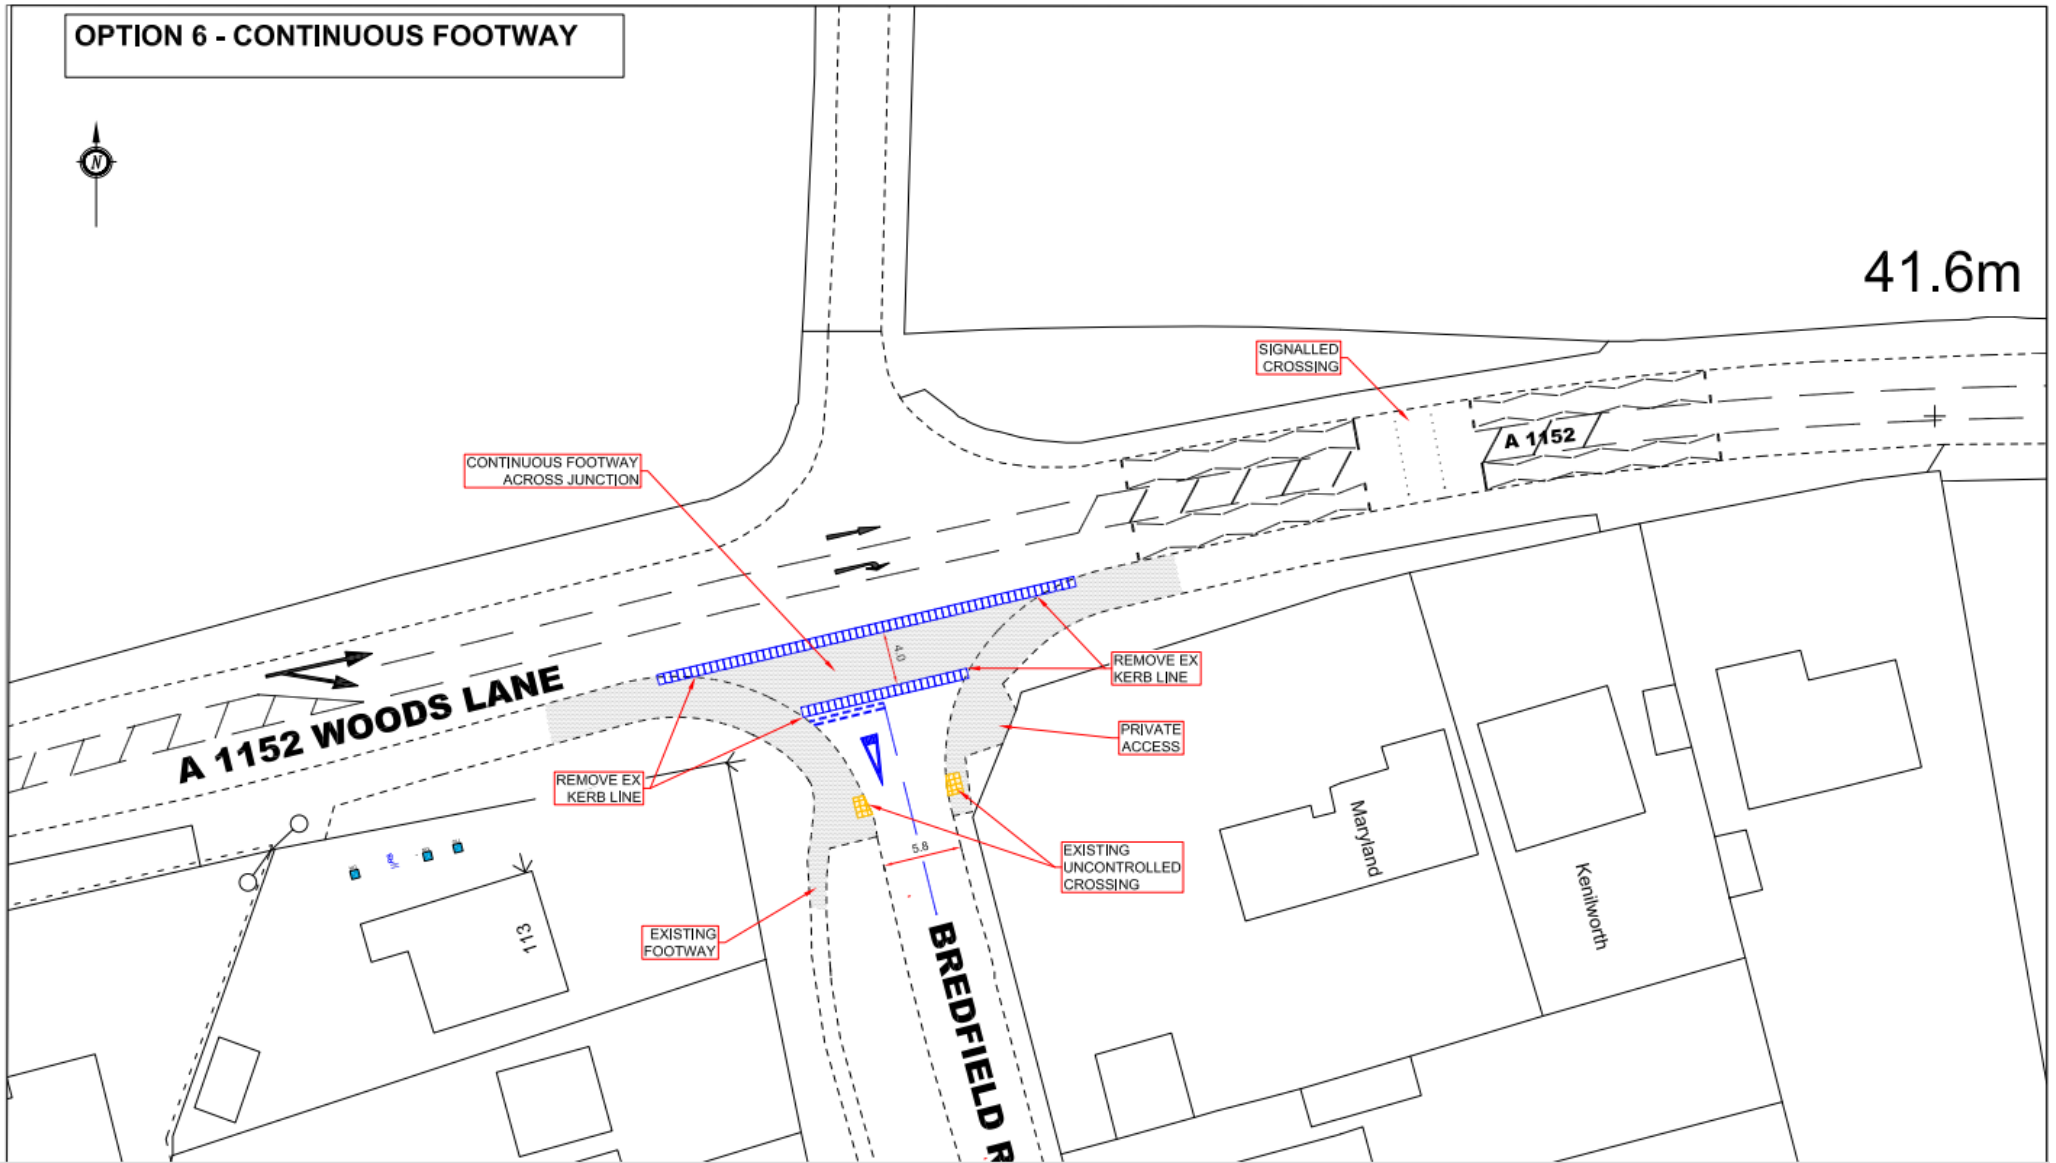 OPTION 6 - CONTINUOUS FOOTWAY
N
41.6m
SIGNALLED
CROSSING
A 1152
CONTINUOUS FOOTWAY
ACROSS JUNCTION
4.0
REMOVE EX
KERB LINE
A 1152 WOODS LANE
PRIVATE
ACCESS
REMOVE EX
KERB LINE
Maryland
5.8
EXISTING
UNCONTROLLED
CROSSING
Kenilworth
113
EXISTING
FOOTWAY
BREDFIELD R